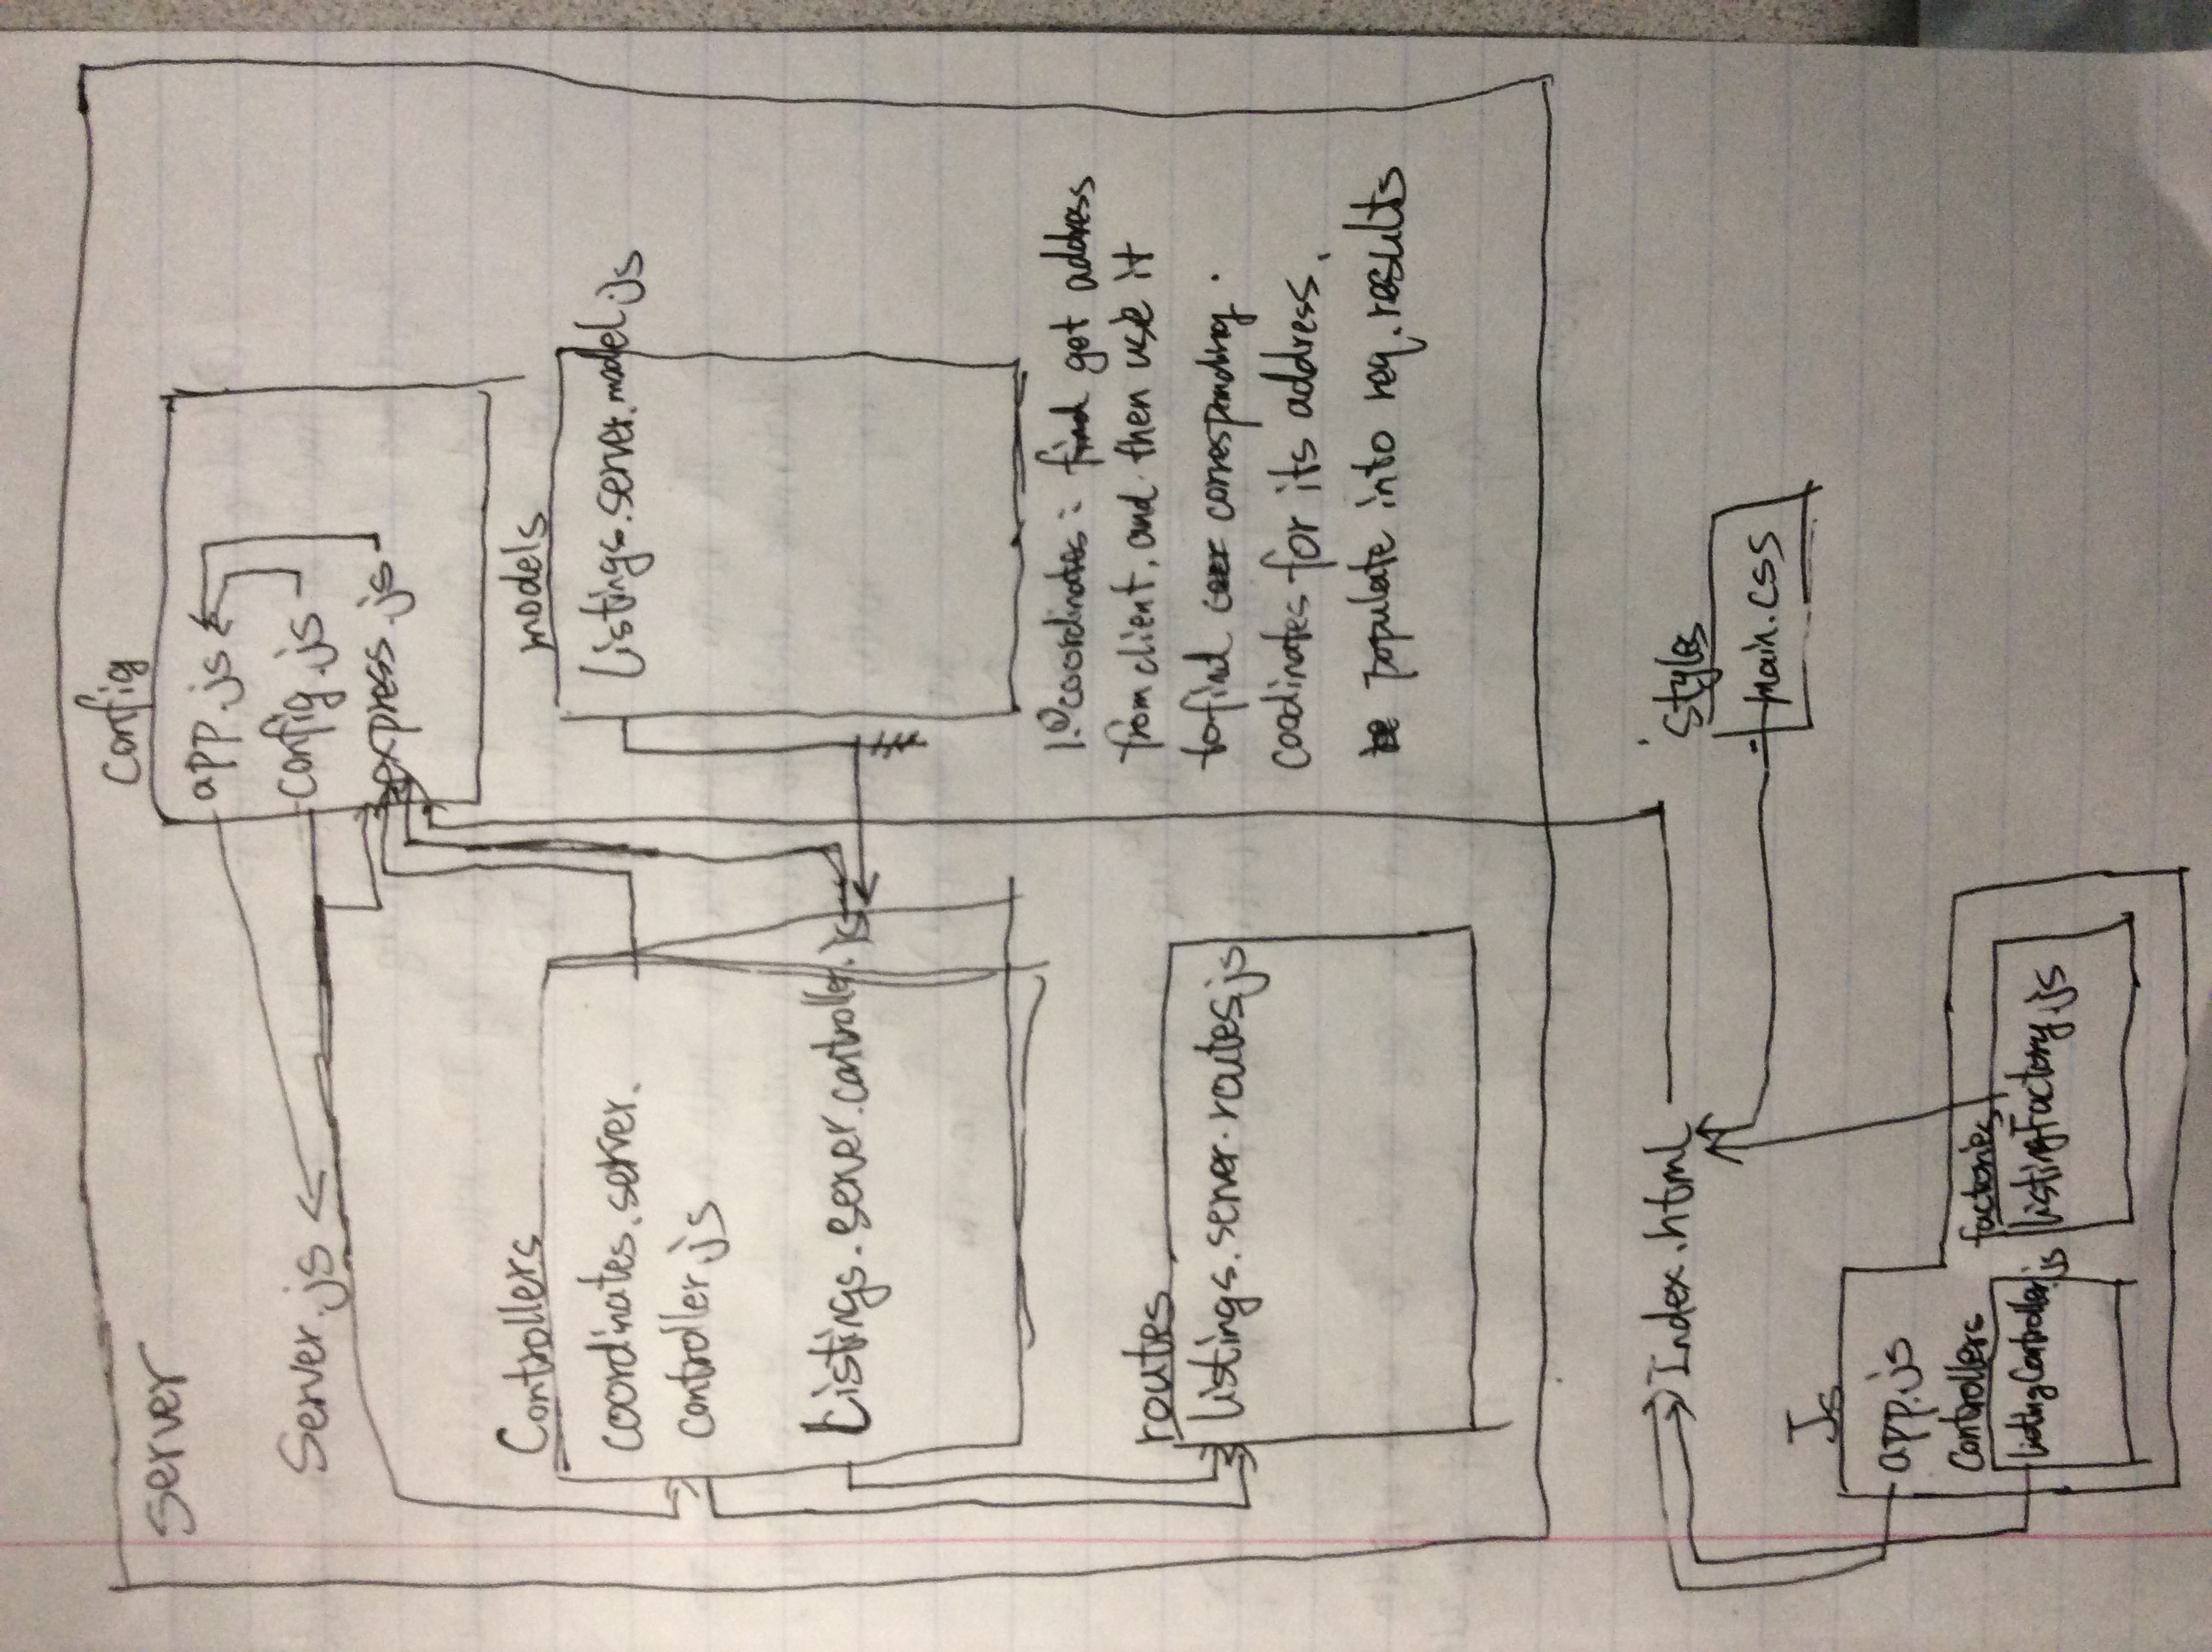 Config
server
app.js
Server.js
config.js
express.js
Controllers
models
coordinates.server.
controller.js
Listings.server.model.js
Listings.server.controller.js
1. coordinates: find get address
from client, and then use it
to find corresponding.
coodinates for its address.
be populate into req.results
routes
listings.server.routes.js
Index.html
styles
main.css
Js
app.js
Controllers
factories
listingController.js
listingFactory.js